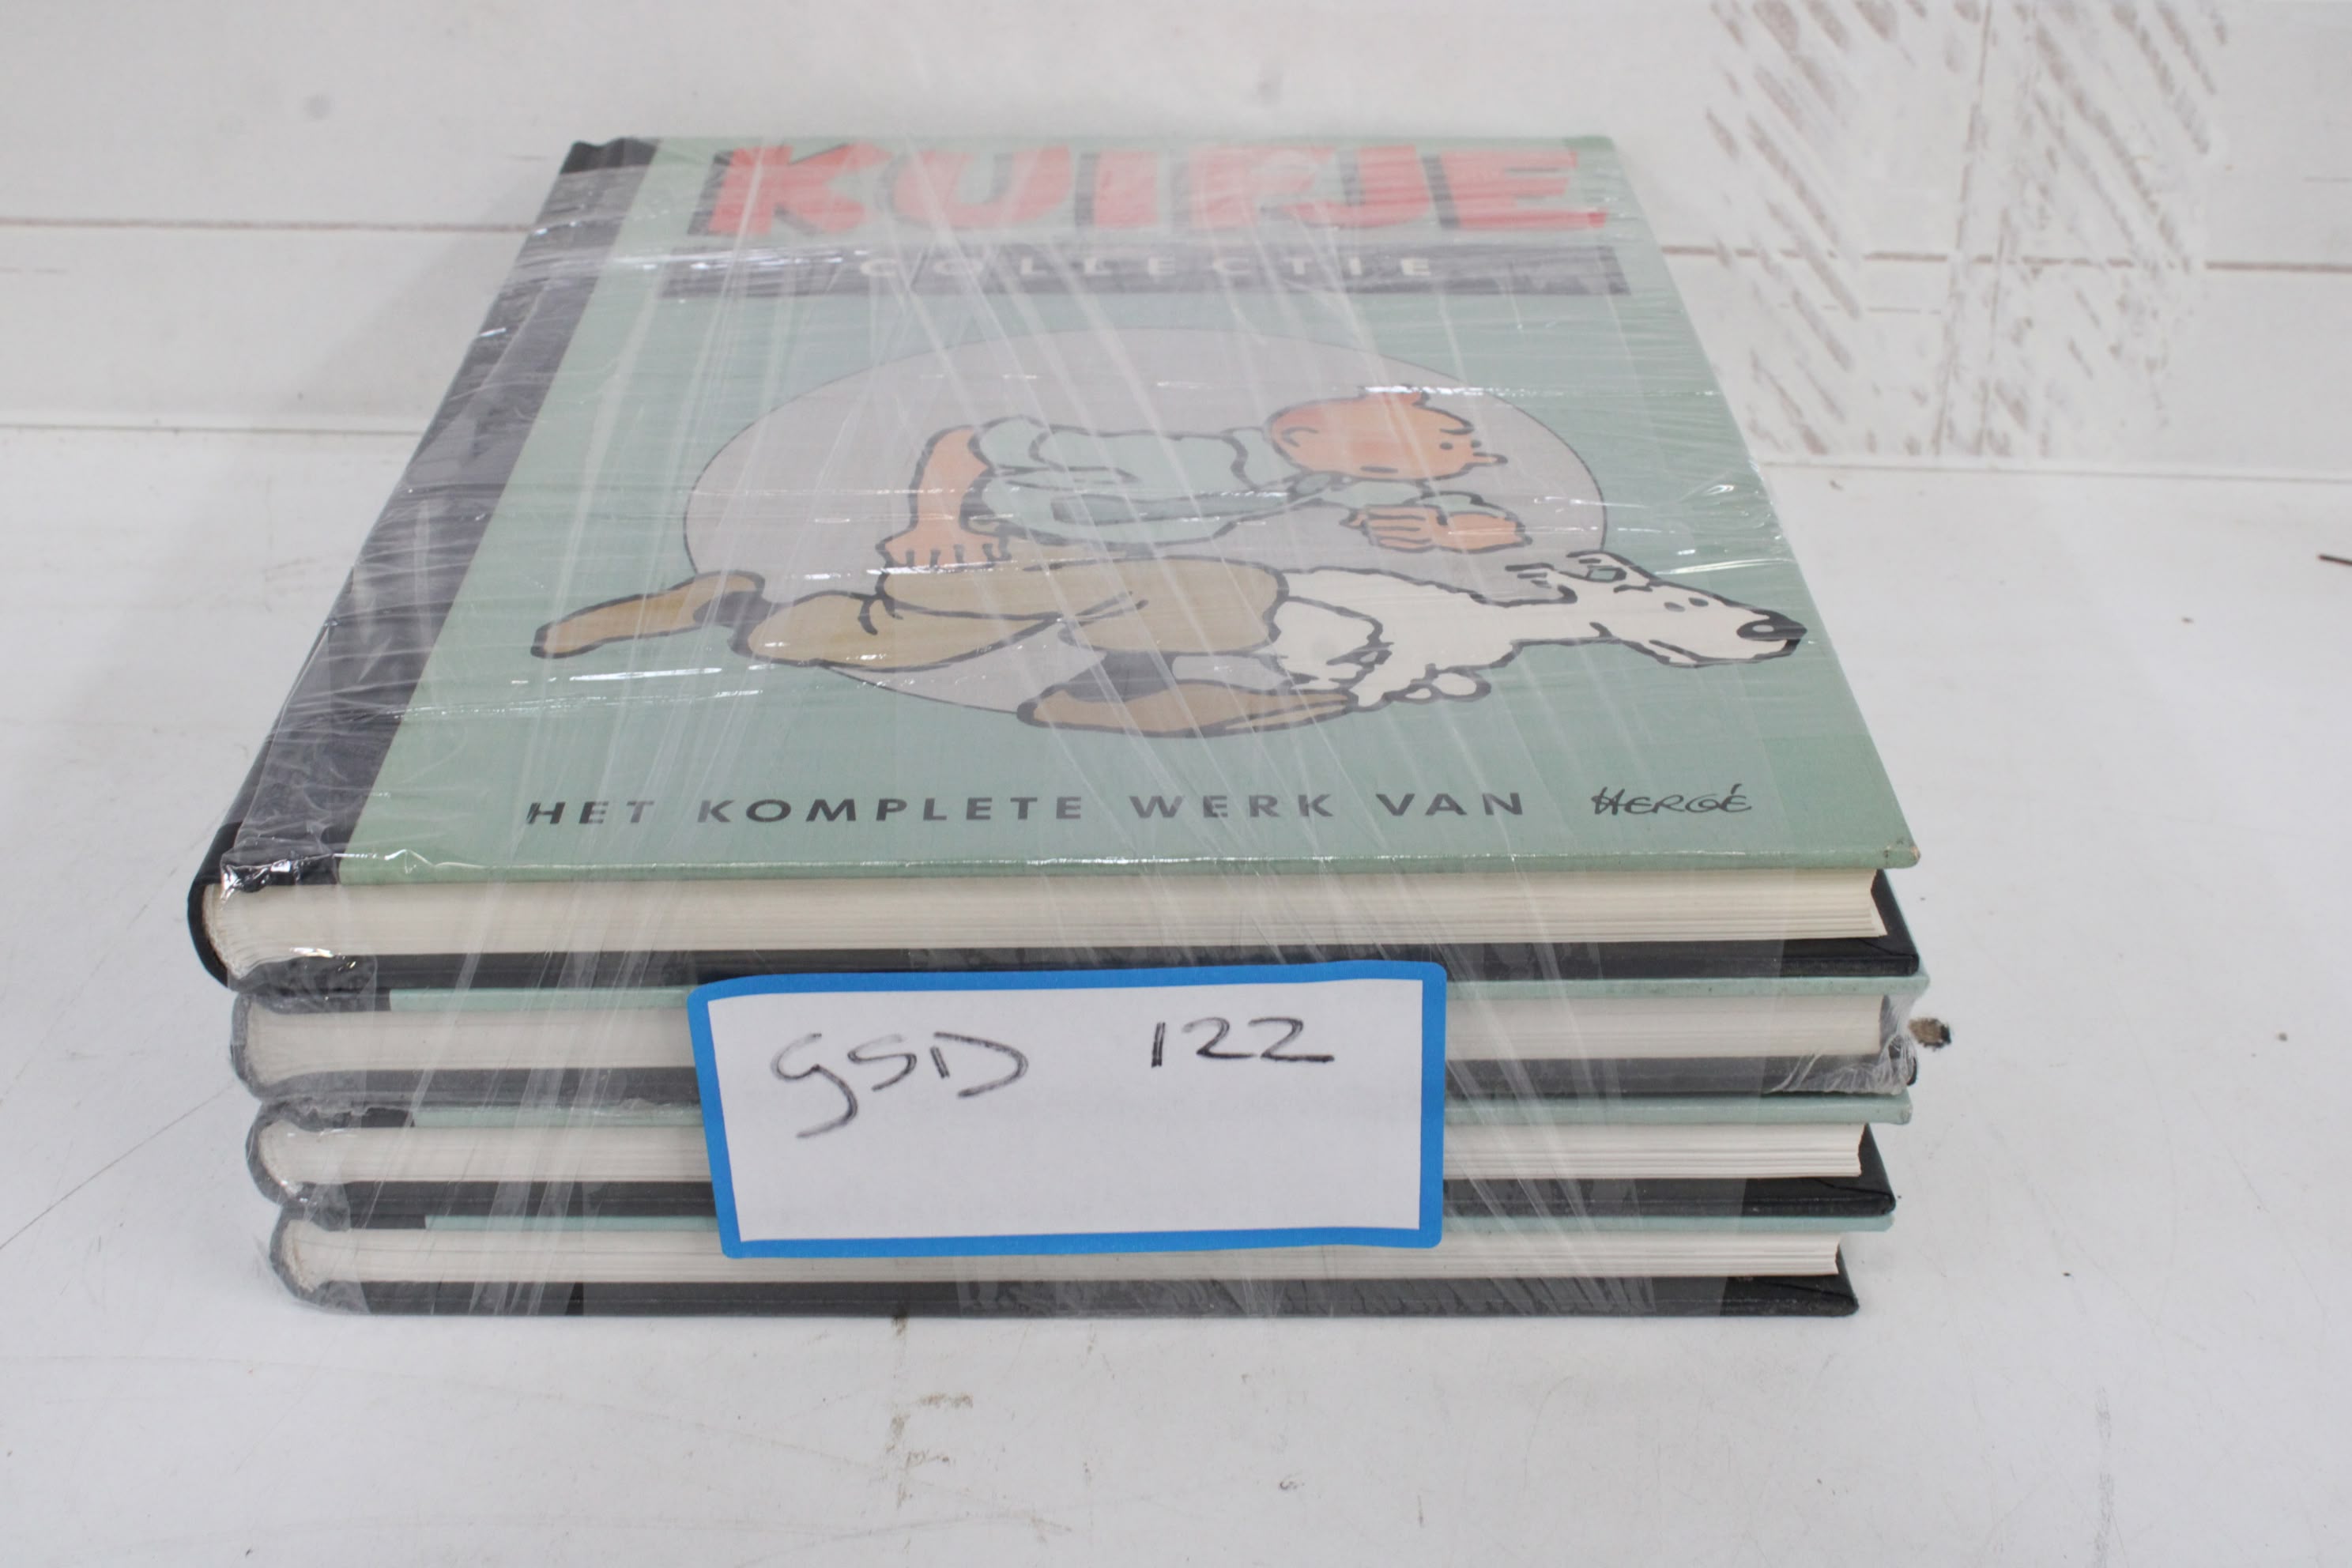 KUIFJE
COLLECTIE
HET KOMPLETE WERK VAN HERGÉ
GSD 122